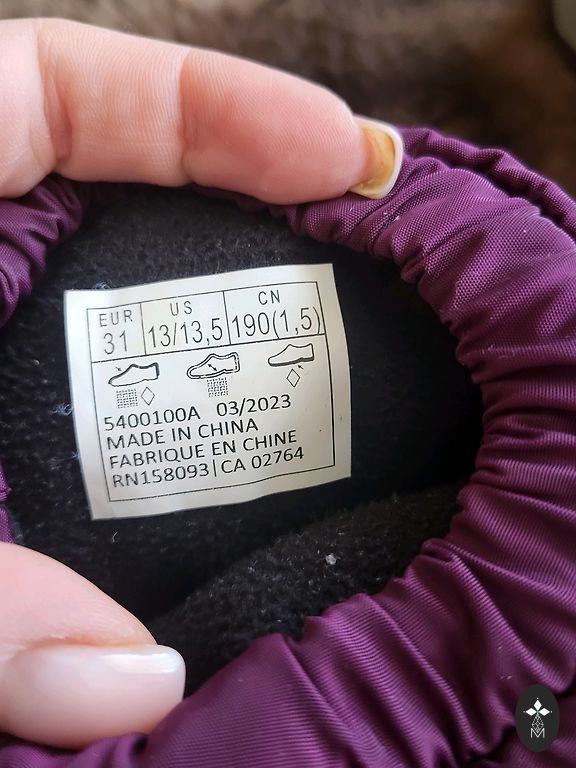 EUR US CN
31 13/13,5 190(1,5)
5400100A 03/2023
MADE IN CHINA
FABRIQUE EN CHINE
RN158093|CA 02764
M